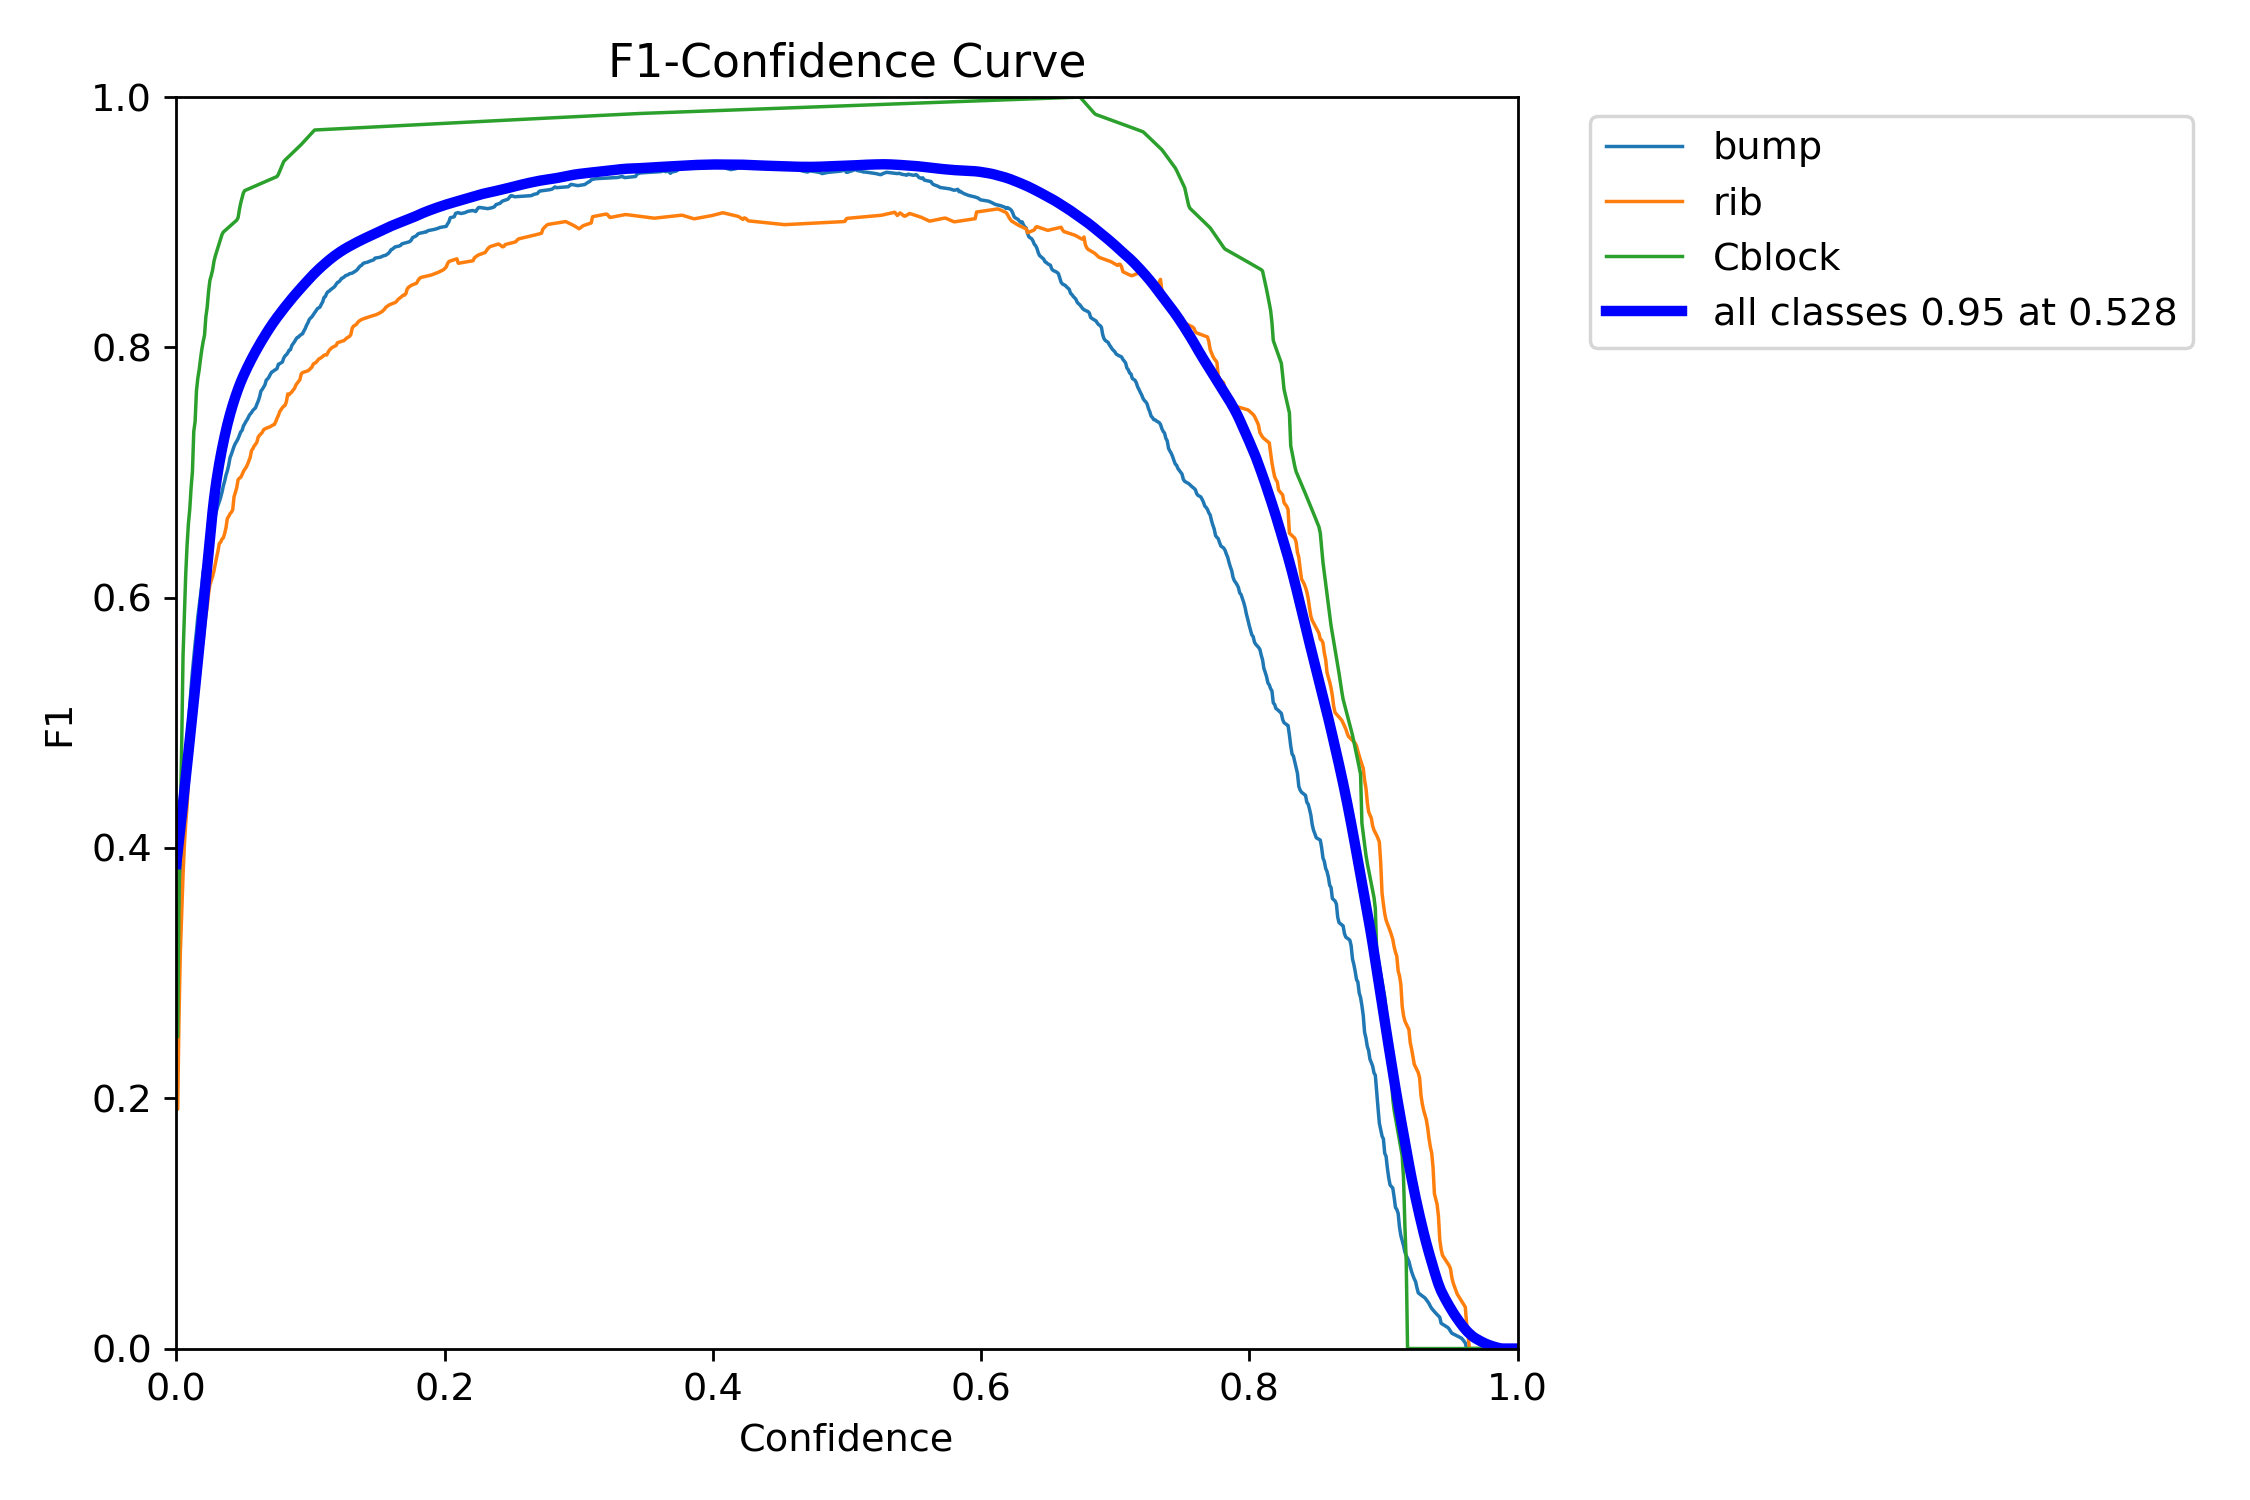 F1-Confidence Curve
1.0
0.8
0.6
0.4
0.2
0.0
F1
0.0 0.2 0.4 0.6 0.8 1.0
Confidence
bump
rib
Cblock
all classes 0.95 at 0.528